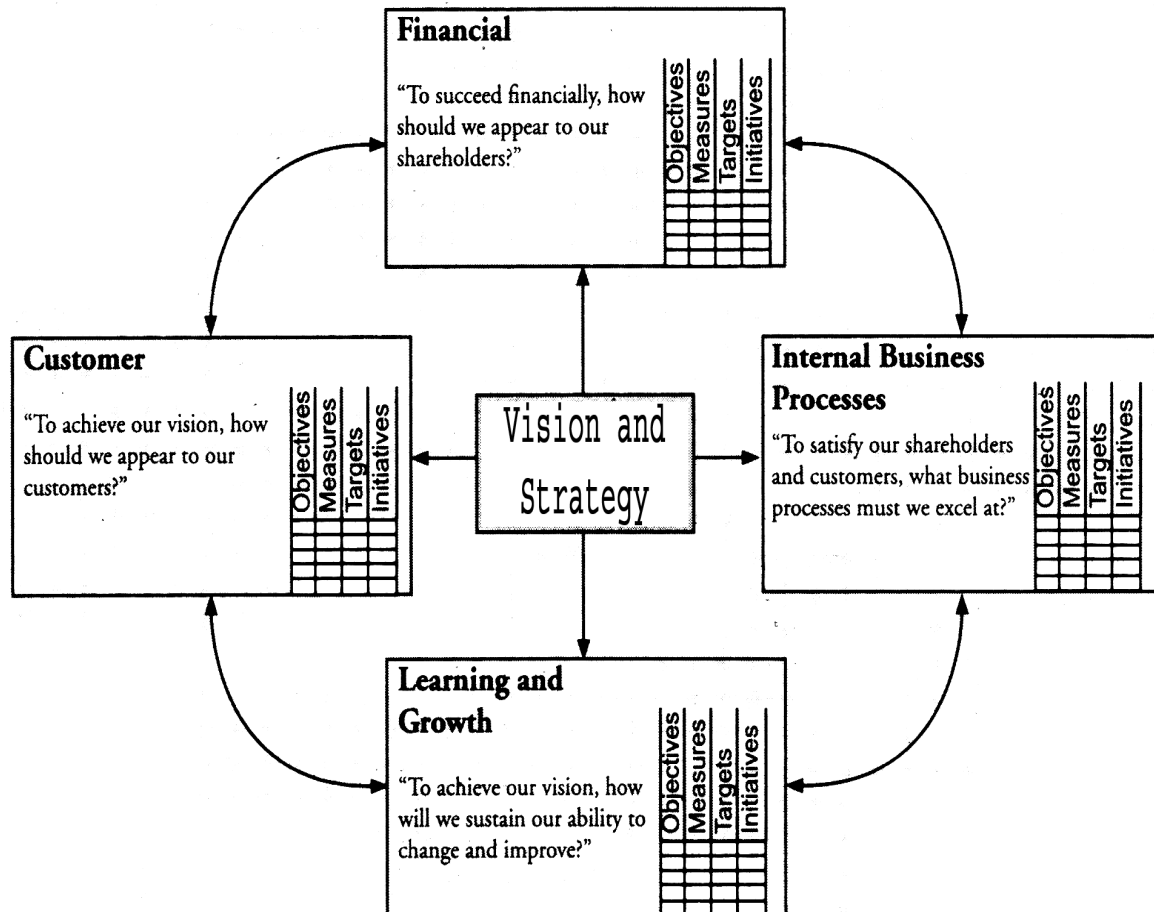 Financial
“To succeed financially, how
should we appear to our
shareholders?”
Objectives
Measures
Targets
Initiatives
Customer
“To achieve our vision, how
should we appear to our
customers?”
Objectives
Measures
Targets
Initiatives
Vision and
Strategy
Internal Business
Processes
“To satisfy our shareholders
and customers, what business
processes must we excel at?”
Objectives
Measures
Targets
Initiatives
Learning and
Growth
“To achieve our vision, how
will we sustain our ability to
change and improve?”
Objectives
Measures
Targets
Initiatives